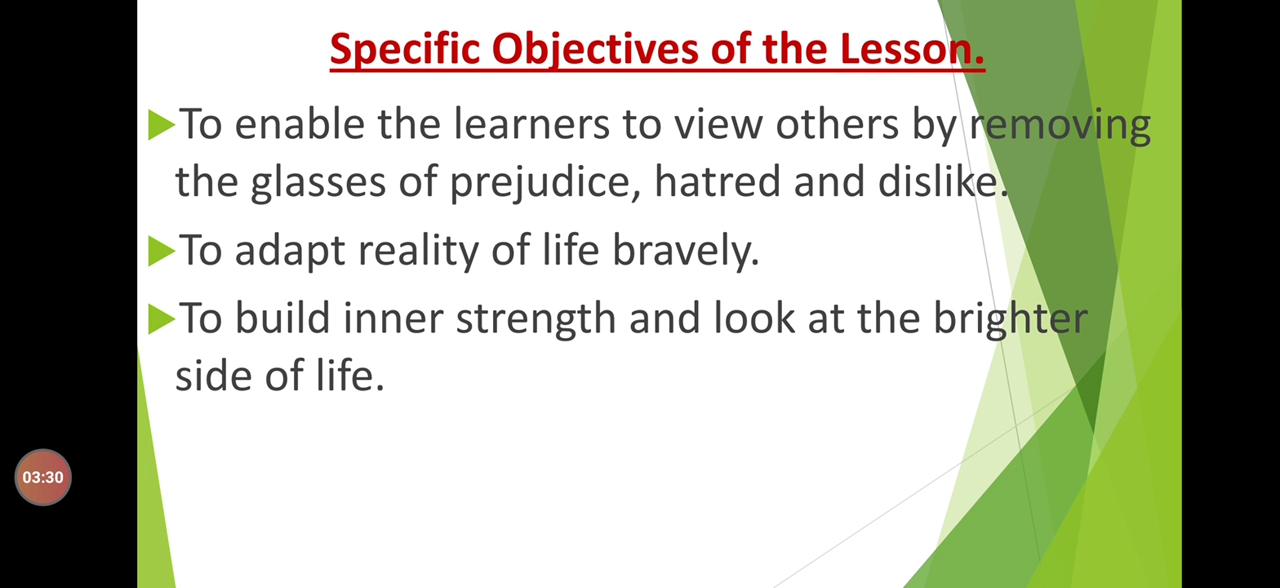 Specific Objectives of the Lesson.
To enable the learners to view others by removing
the glasses of prejudice, hatred and dislike.
To adapt reality of life bravely.
To build inner strength and look at the brighter
side of life.
03:30